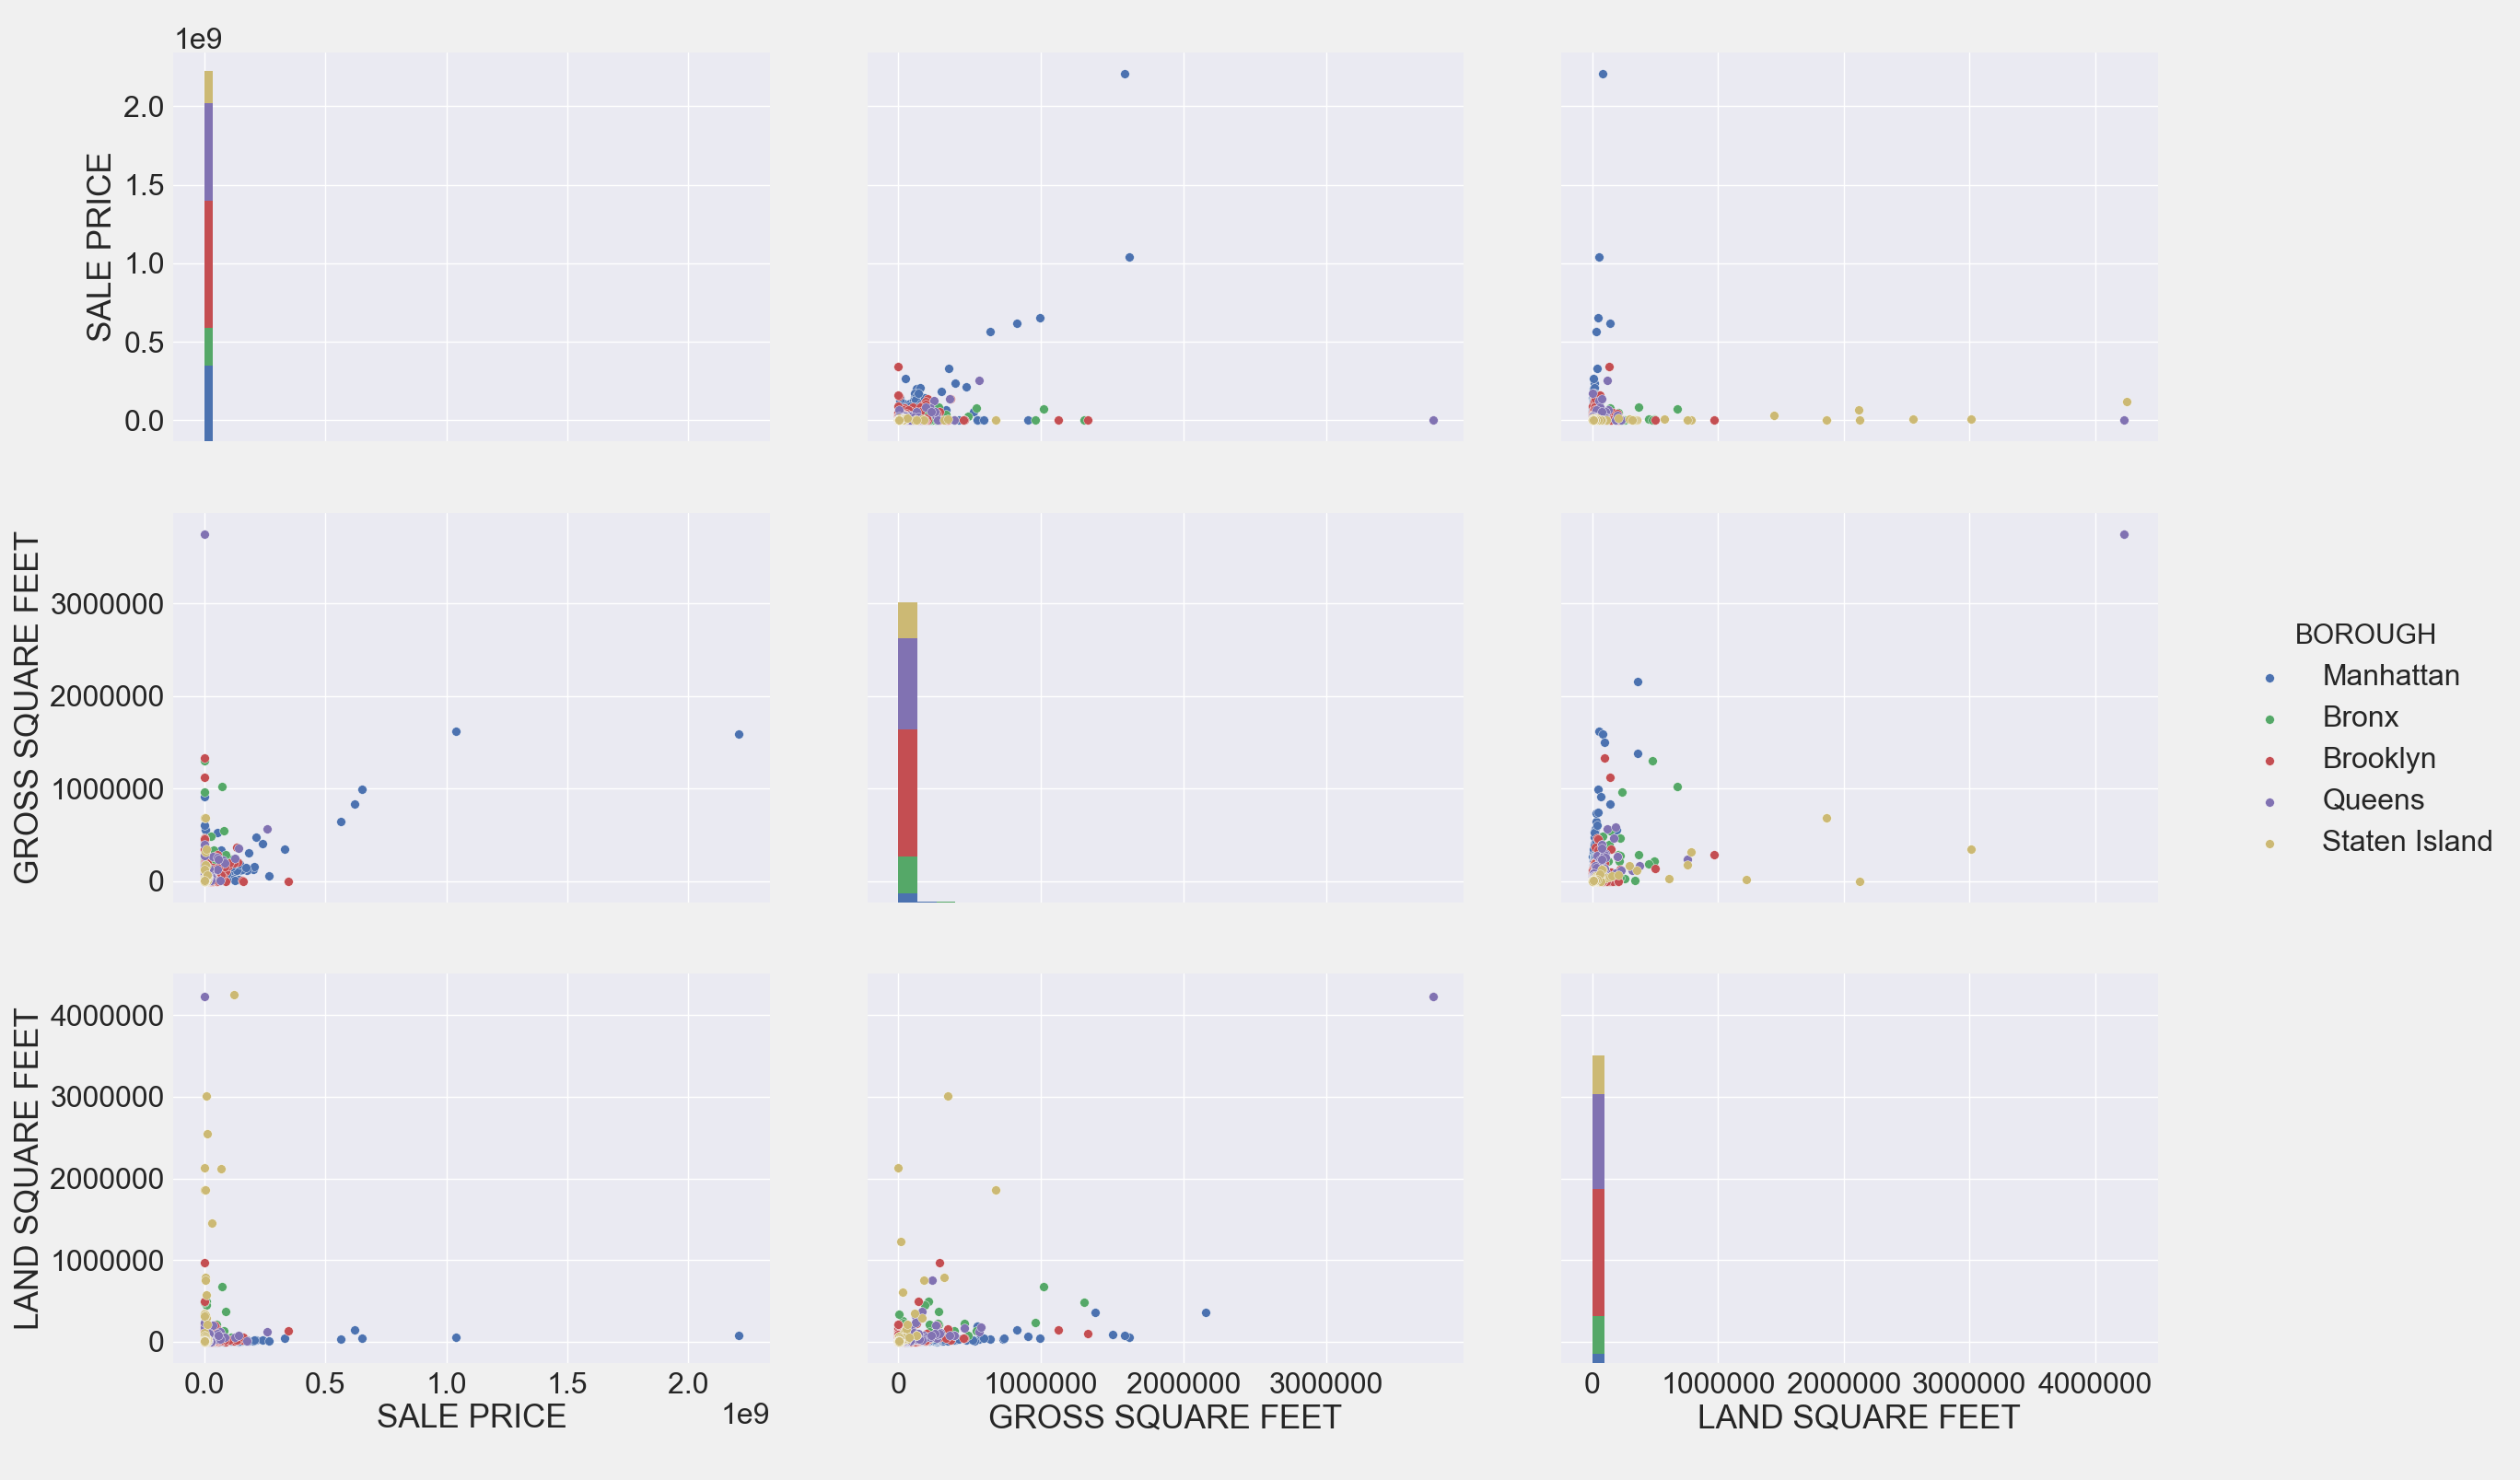 1e9
2.0
1.5
1.0
0.5
0.0
SALE PRICE
3000000
2000000
1000000
0
GROSS SQUARE FEET
BOROUGH
Manhattan
Bronx
Brooklyn
Queens
Staten Island
4000000
3000000
2000000
1000000
0
LAND SQUARE FEET
0.0 0.5 1.0 1.5 2.0
0 1000000 2000000 3000000
0 1000000 2000000 3000000 4000000
SALE PRICE 1e9
GROSS SQUARE FEET
LAND SQUARE FEET